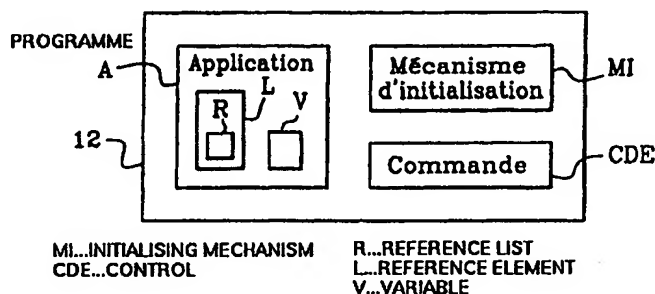 PROGRAMME
A
Application
L
R
V
12
Mécanisme
d'initialisation
MI
Commande
CDE
MI...INITIALISING MECHANISM
CDE...CONTROL
R...REFERENCE LIST
L...REFERENCE ELEMENT
V...VARIABLE